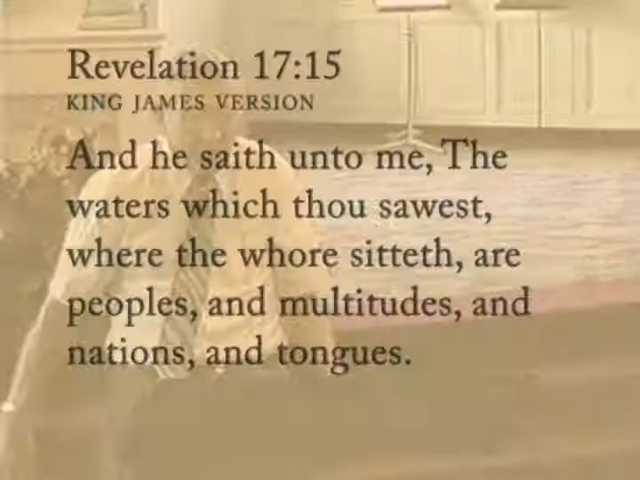 Revelation 17:15
KING JAMES VERSION
And he saith unto me, The
waters which thou sawest,
where the whore sitteth, are
peoples, and multitudes, and
nations, and tongues.